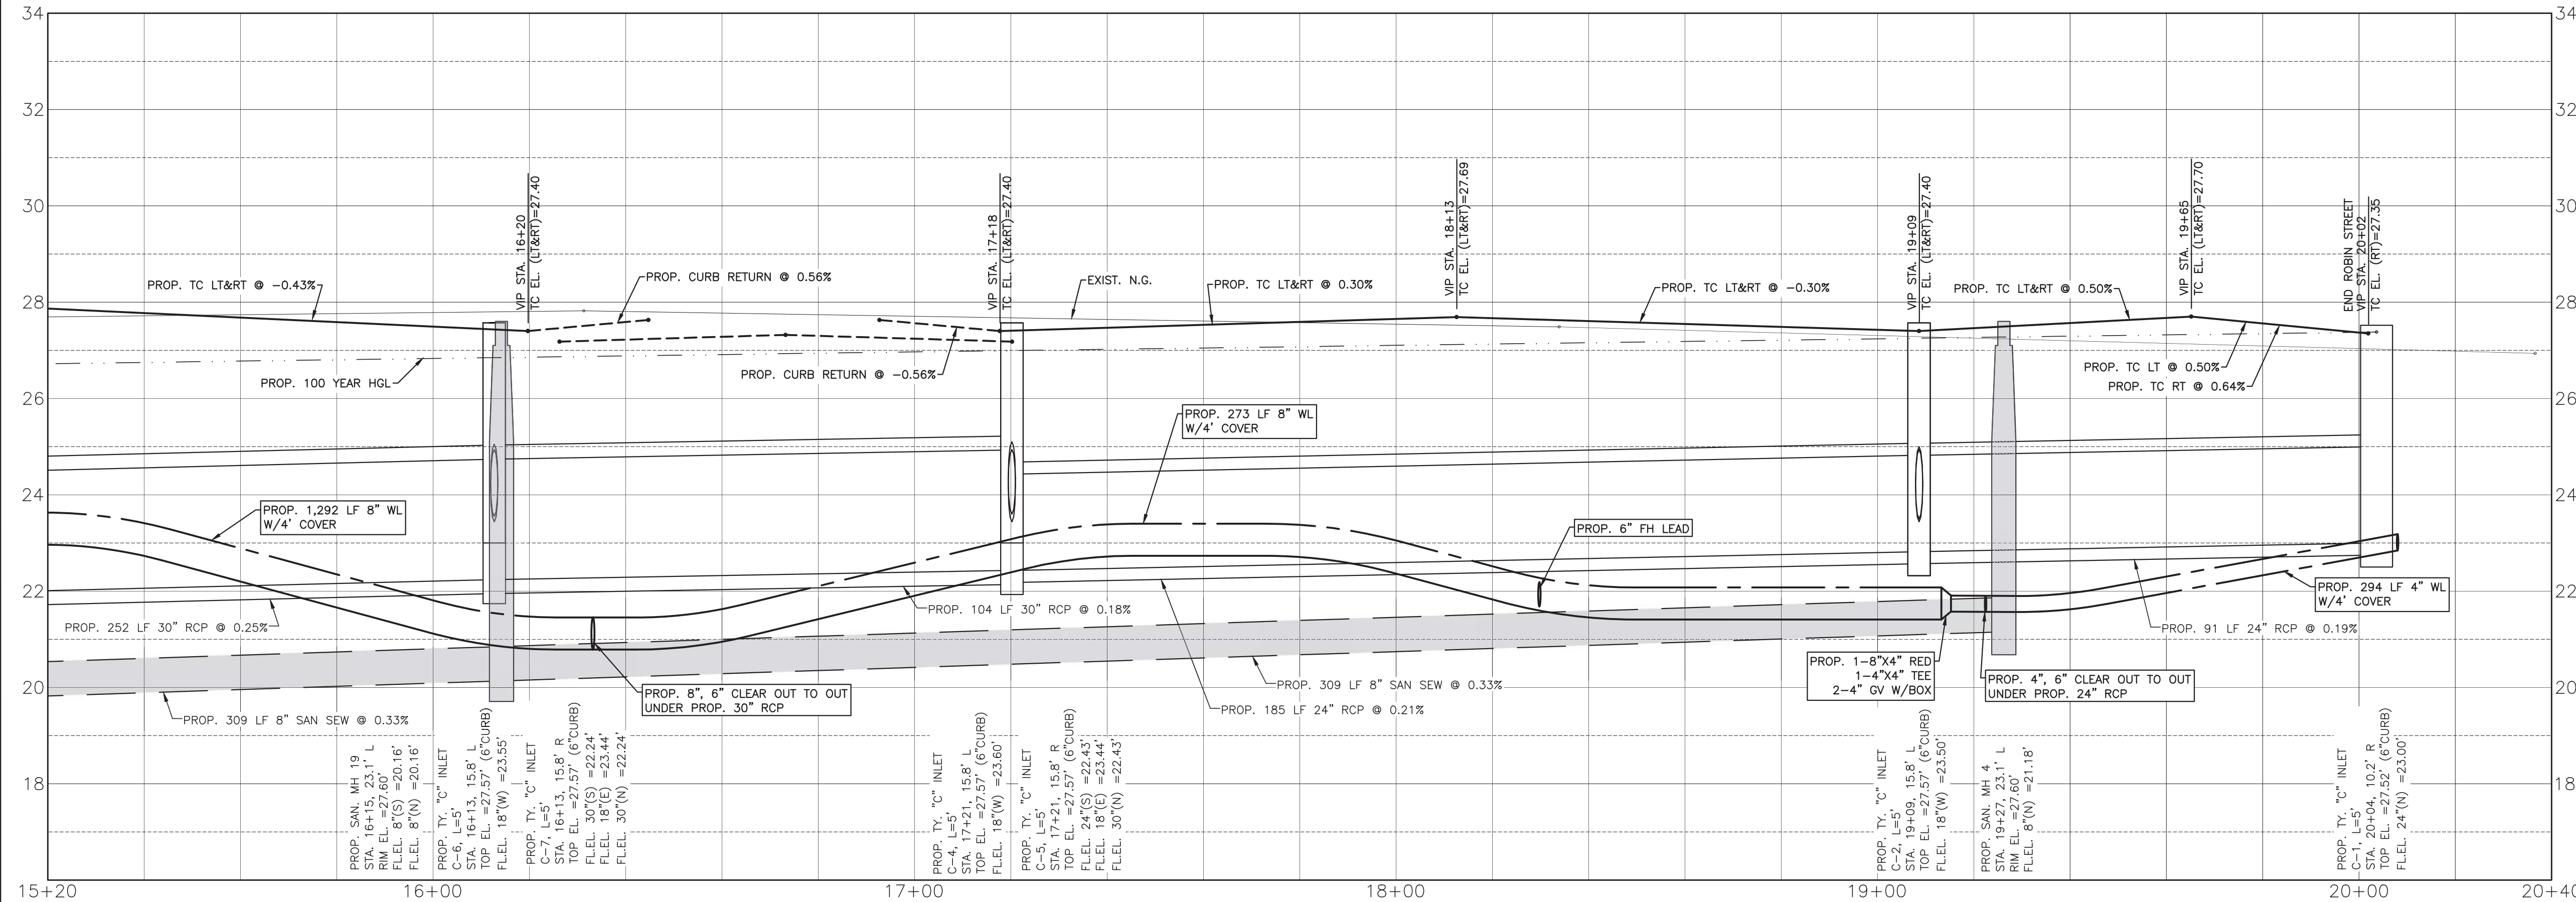 34
34
32
32
30
30
28
28
26
26
24
24
22
22
20
20
18
18
VIP STA. 16+20
TC EL. (LT&RT)=27.40
VIP STA. 17+18
TC EL. (LT&RT)=27.40
VIP STA. 18+13
TC EL. (LT&RT)=27.69
VIP STA. 19+09
TC EL. (LT&RT)=27.40
VIP STA. 19+65
TC EL. (LT&RT)=27.70
END ROBIN STREET
VIP STA. 20+02
TC EL. (RT)=27.35
PROP. TC LT&RT @ -0.43%
PROP. CURB RETURN @ 0.56%
EXIST. N.G.
PROP. TC LT&RT @ 0.30%
PROP. TC LT&RT @ -0.30%
PROP. TC LT&RT @ 0.50%
PROP. 100 YEAR HGL
PROP. CURB RETURN @ -0.56%
PROP. TC LT @ 0.50%
PROP. TC RT @ 0.64%
PROP. 273 LF 8" WL
W/4' COVER
PROP. 1,292 LF 8" WL
W/4' COVER
PROP. 6" FH LEAD
PROP. 294 LF 4" WL
W/4' COVER
PROP. 104 LF 30" RCP @ 0.18%
PROP. 252 LF 30" RCP @ 0.25%
PROP. 91 LF 24" RCP @ 0.19%
PROP. 309 LF 8" SAN SEW @ 0.33%
PROP. 1-8"X4" RED
1-4"X4" TEE
2-4" GV W/BOX
PROP. 4", 6" CLEAR OUT TO OUT
UNDER PROP. 24" RCP
PROP. 8", 6" CLEAR OUT TO OUT
UNDER PROP. 30" RCP
PROP. 185 LF 24" RCP @ 0.21%
PROP. 309 LF 8" SAN SEW @ 0.33%
PROP. SAN. MH 19
STA. 16+15, 23.1' L
RIM EL. =27.60'
FL.EL. 8"(S) =20.16'
FL.EL. 8"(N) =20.16'
PROP. TY. "C" INLET
C-6, L=5'
STA. 16+13, 15.8' L
TOP EL. =27.57' (6"CURB)
FL.EL. 18"(W) =23.55'
PROP. TY. "C" INLET
C-7, L=5'
STA. 16+13, 15.8' R
TOP EL. =27.57' (6"CURB)
FL.EL. 30"(S) =22.24'
FL.EL. 18"(E) =23.44'
FL.EL. 30"(N) =22.24'
PROP. TY. "C" INLET
C-4, L=5'
STA. 17+21, 15.8' L
TOP EL. =27.57' (6"CURB)
FL.EL. 18"(W) =23.60'
PROP. TY. "C" INLET
C-5, L=5'
STA. 17+21, 15.8' R
TOP EL. =27.57' (6"CURB)
FL.EL. 24"(S) =22.43'
FL.EL. 18"(E) =23.44'
FL.EL. 30"(N) =22.43'
PROP. TY. "C" INLET
C-2, L=5'
STA. 19+09, 15.8' L
TOP EL. =27.57' (6"CURB)
FL.EL. 18"(W) =23.50'
PROP. SAN. MH 4
STA. 19+27, 23.1' L
RIM EL. =27.60'
FL.EL. 8"(N) =21.18'
PROP. TY. "C" INLET
C-1, L=5'
STA. 20+04, 10.2' R
TOP EL. =27.52' (6"CURB)
FL.EL. 24"(N) =23.00'
15+20
16+00
17+00
18+00
19+00
20+00
20+40